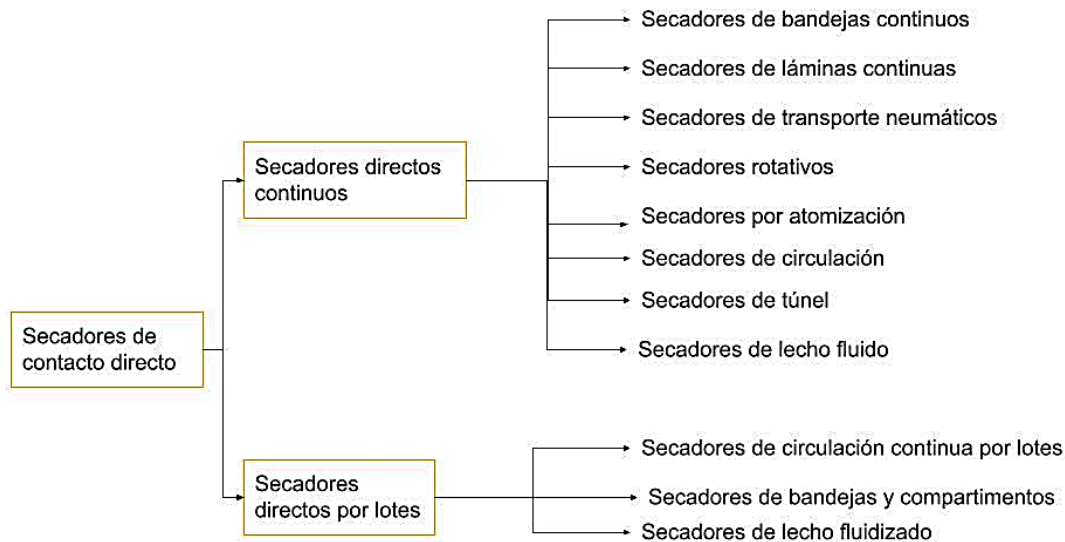 Secadores de bandejas continuos
Secadores de láminas continuas
Secadores de transporte neumáticos
Secadores directos
continuos
Secadores rotativos
Secadores por atomización
Secadores de circulación
Secadores de túnel
Secadores de lecho fluido
Secadores de
contacto directo
Secadores
directos por lotes
Secadores de circulación continua por lotes
Secadores de bandejas y compartimentos
Secadores de lecho fluidizado